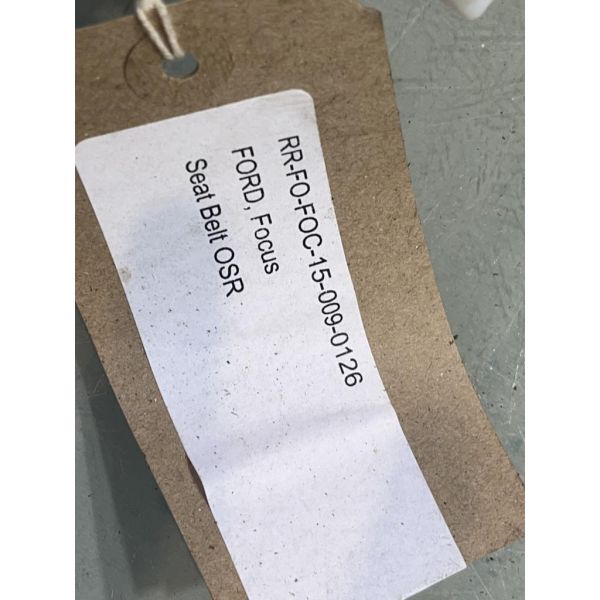 RR-FO-FOC-15-009-0126
FORD, Focus
Seat Belt OSR